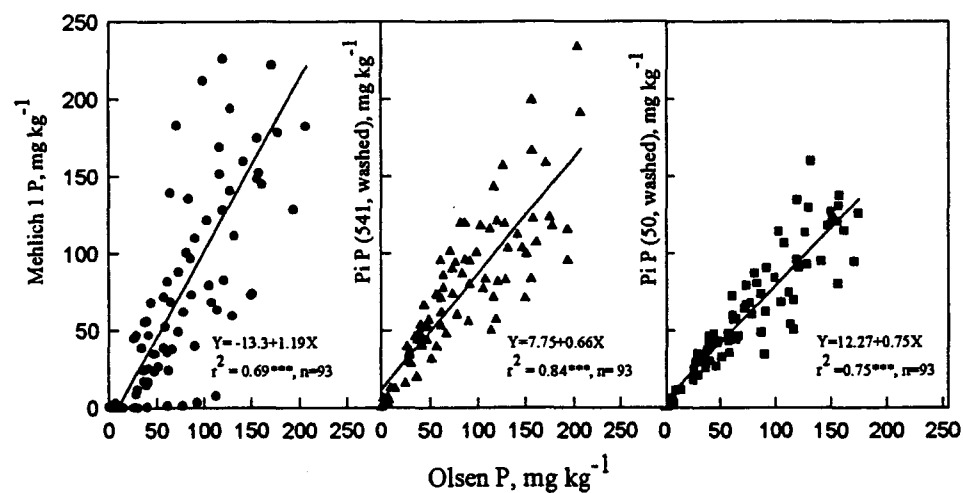 Mehlich 1 P, mg kg-1
250
200
150
100
50
0
Y= -13.3+1.19X
r2 = 0.69***, n=93
0 50 100 150 200 250
Pi P (541, washed), mg kg-1
Y=7.75+0.66X
r2 =0.84***, n= 93
50 100 150 200 250
Pi P (50, washed), mg kg-1
Y=12.27+0.75X
r2 =0.75***, n=93
0 50 100 150 200 250
Olsen P, mg kg-1